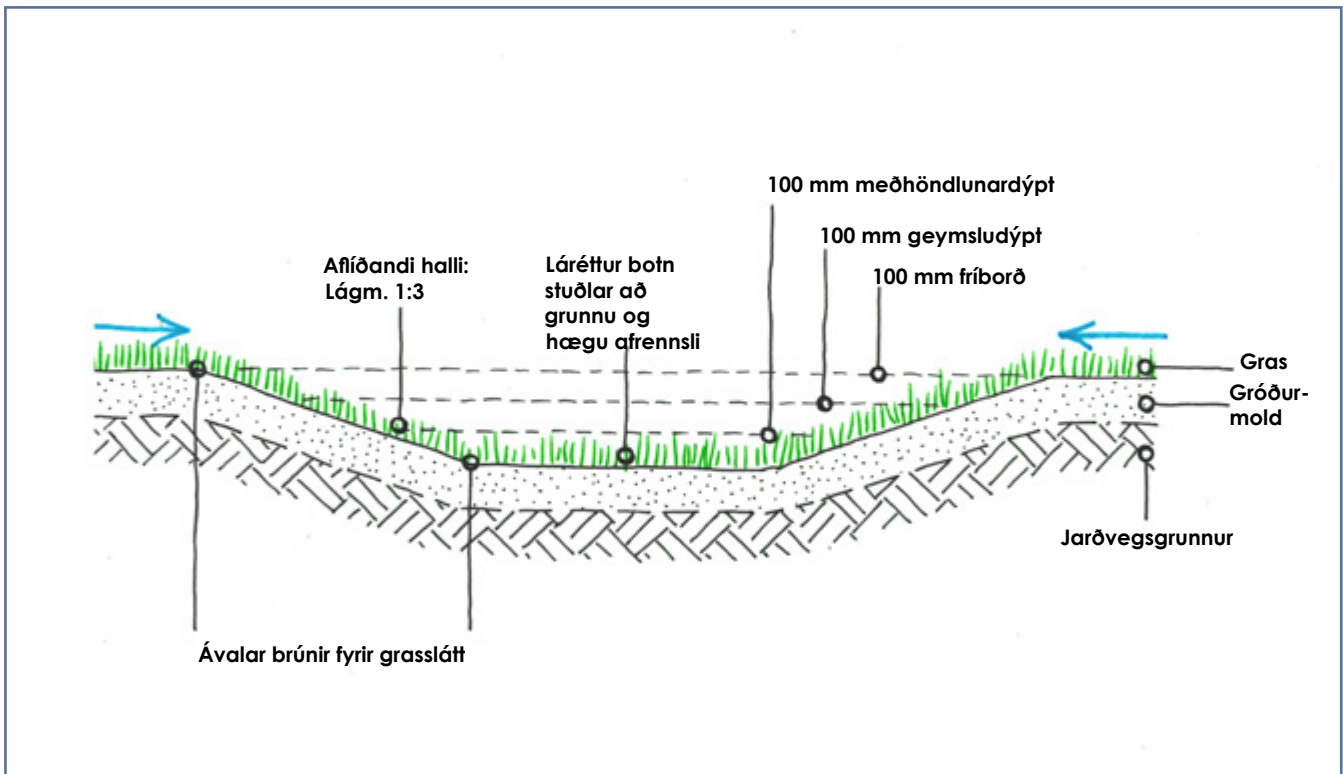 100 mm meðhöndlunardýpt
100 mm geymsludýpt
Aflíðandi halli:
Lágm. 1:3
Láréttur botn
stuðlar að
grunnu og
hægu afrennsli
100 mm fríborð
Gras
Gróður-
mold
Jarðvegsgrunnur
Ávalar brúnir fyrir grasslátt